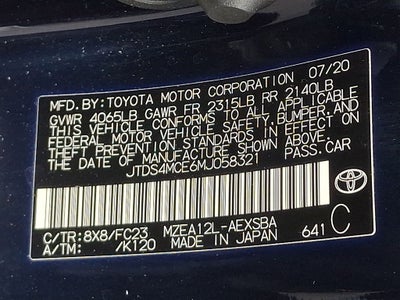 MFD. BY: TOYOTA MOTOR CORPORATION 07/20
GVWR 4065LB GAWR FR 2315LB RR 2140LB
THIS VEHICLE CONFORMS TO ALL APPLICABLE
FEDERAL MOTOR VEHICLE SAFETY, BUMPER, AND
THEFT PREVENTION STANDARDS IN EFFECT ON
THE DATE OF MANUFACTURE SHOWN ABOVE.
JTDS4MCE6MJ058321 PASS. CAR
TOYOTA
C/TR: 8X8/FC23 MZEA12L-AEXSBA C
A/TM: /K120 MADE IN JAPAN 641